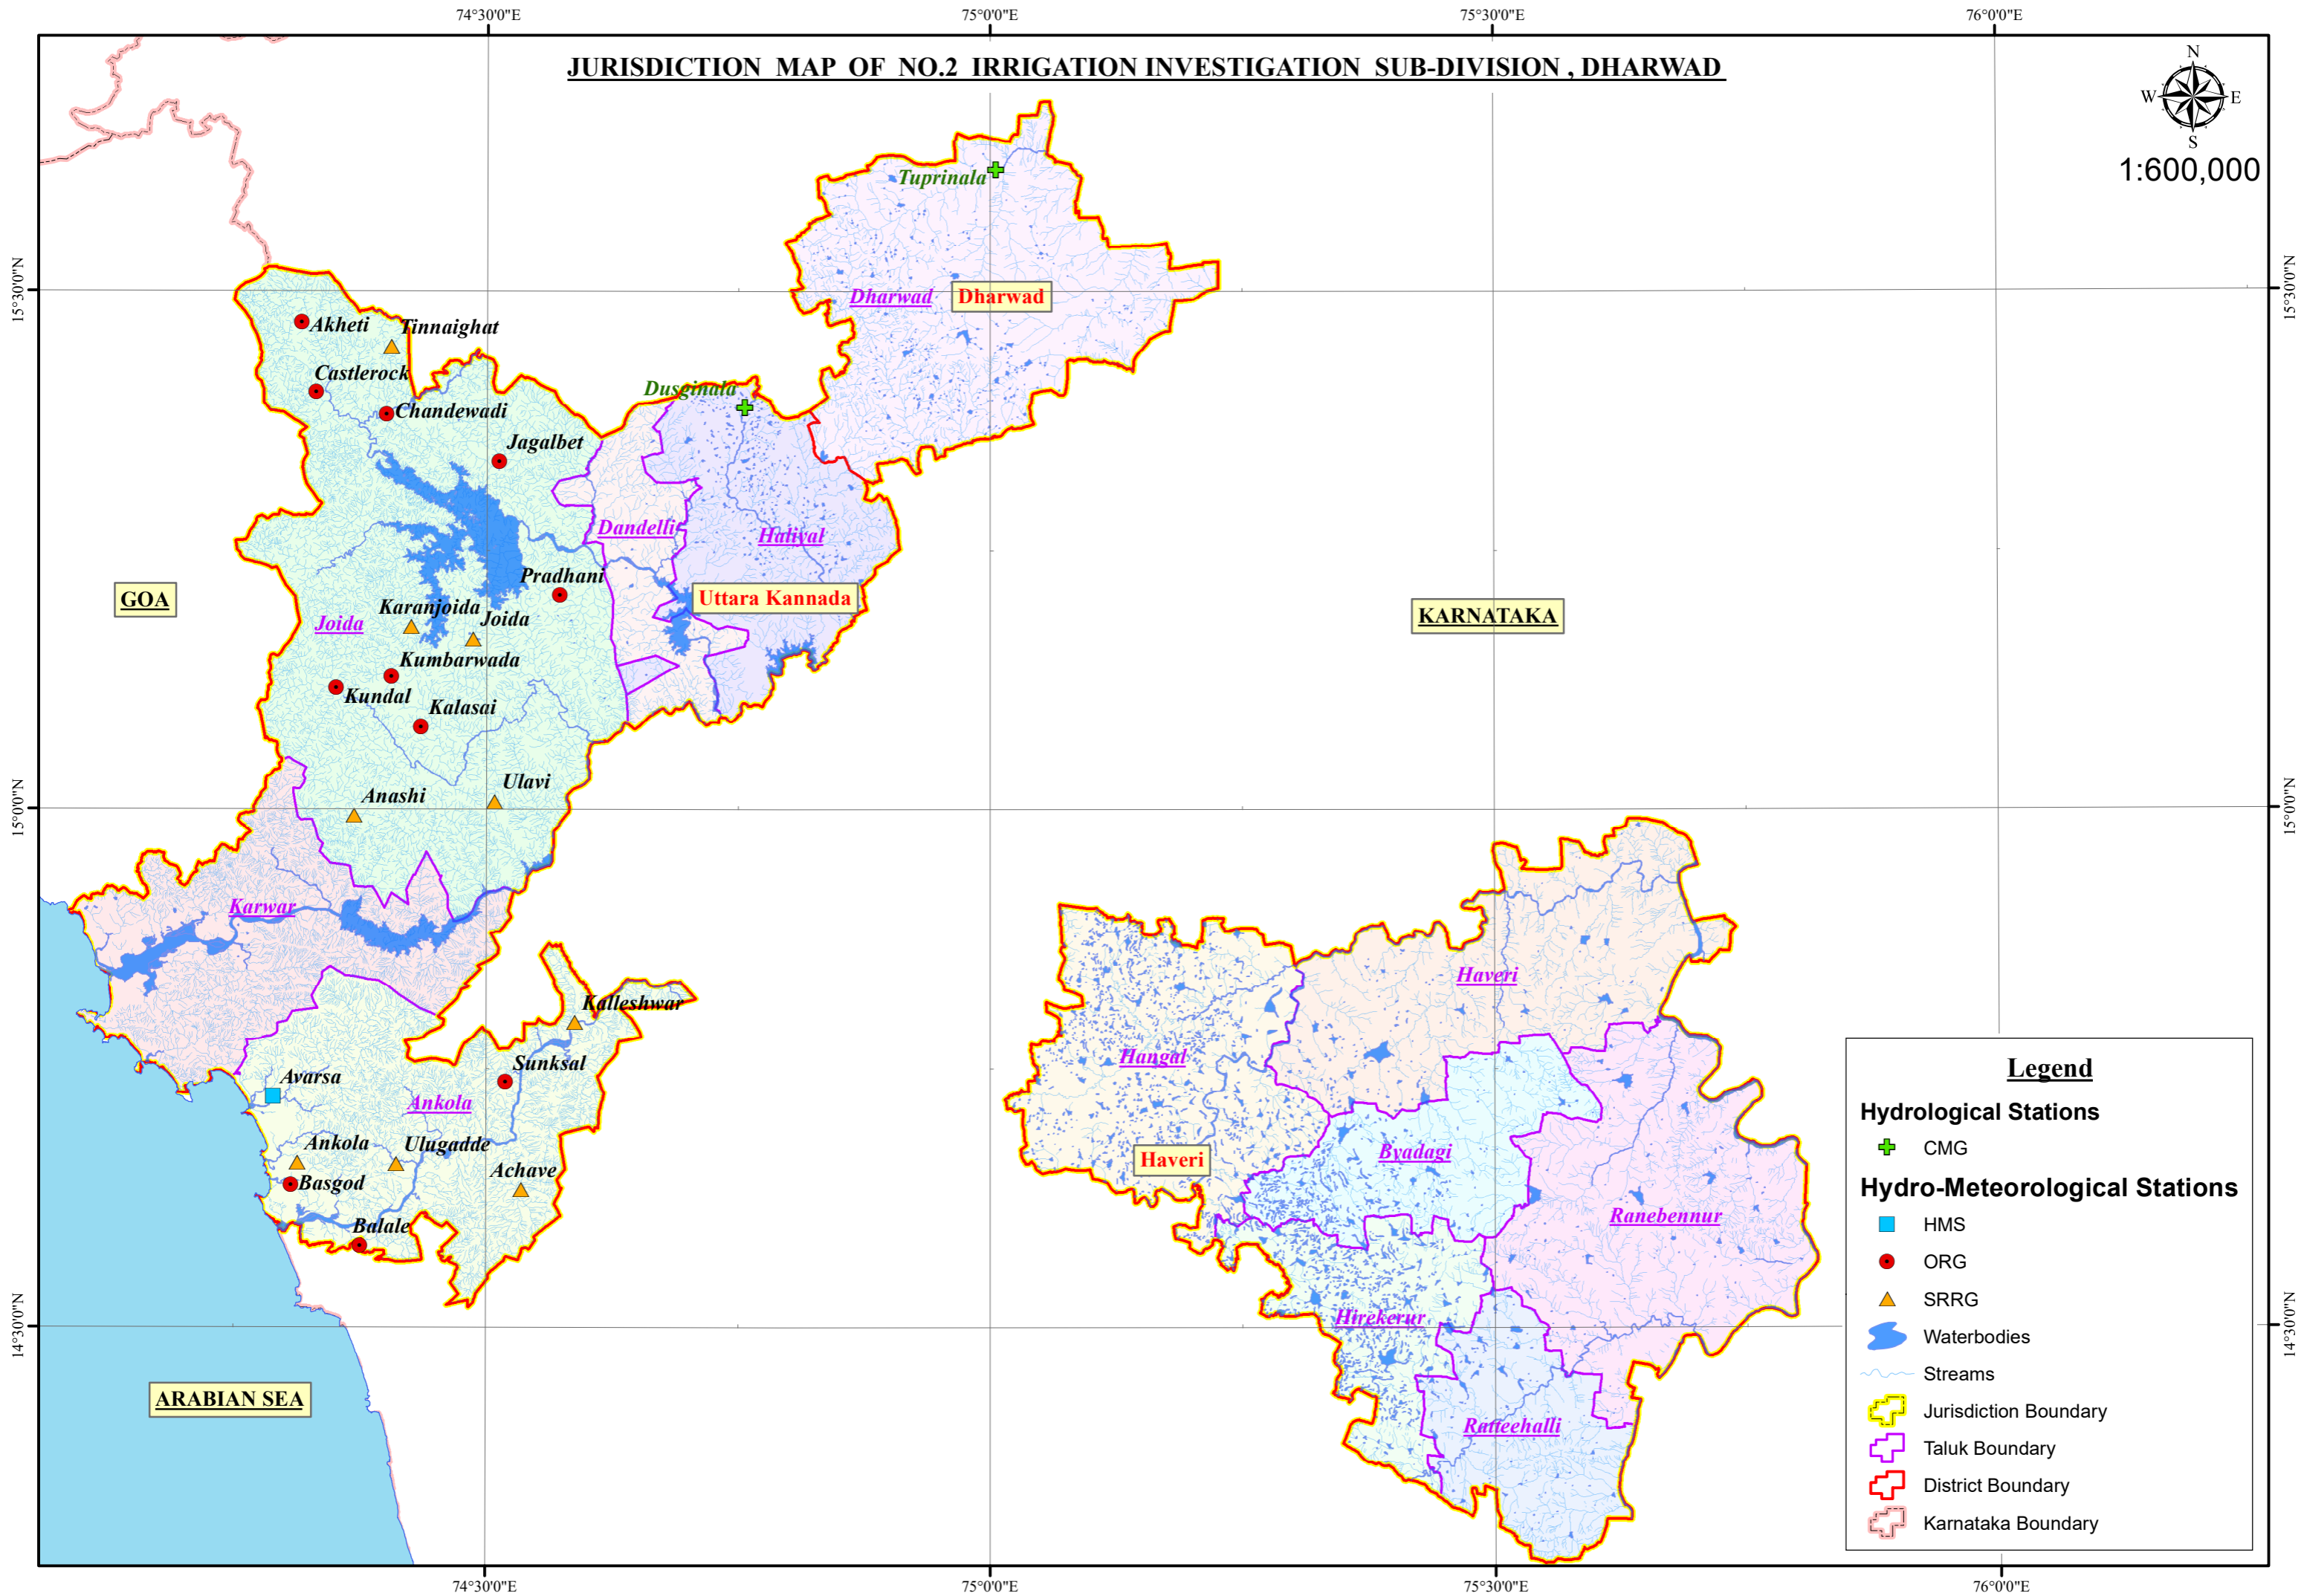 74°30'0"E
75°0'0"E
75°30'0"E
76°0'0"E
JURISDICTION MAP OF NO.2 IRRIGATION INVESTIGATION SUB-DIVISION , DHARWAD
N
W
E
S
1:600,000
15°30'0"N
15°30'0"N
Tuprinala
Dharwad
Dharwad
Akheti
Tinnaighat
Castlerock
Chandewadi
Dusginala
Jagalbet
Dandelli
Haliyal
Pradhani
GOA
Uttara Kannada
KARNATAKA
Karanjoida
Joida
Joida
Kumbarwada
Kundal
Kalasai
Ulavi
Anashi
15°0'0"N
15°0'0"N
Karwar
Haveri
Kalleshwar
Hangal
Sunksal
Avarsa
Ankola
Ankola
Ulugadde
Achave
Basgod
Balale
Byadagi
Haveri
Ranebennur
Hirekerur
14°30'0"N
14°30'0"N
ARABIAN SEA
Ratteehalli
Legend
Hydrological Stations
CMG
Hydro-Meteorological Stations
HMS
ORG
SRRG
Waterbodies
Streams
Jurisdiction Boundary
Taluk Boundary
District Boundary
Karnataka Boundary
74°30'0"E
75°0'0"E
75°30'0"E
76°0'0"E